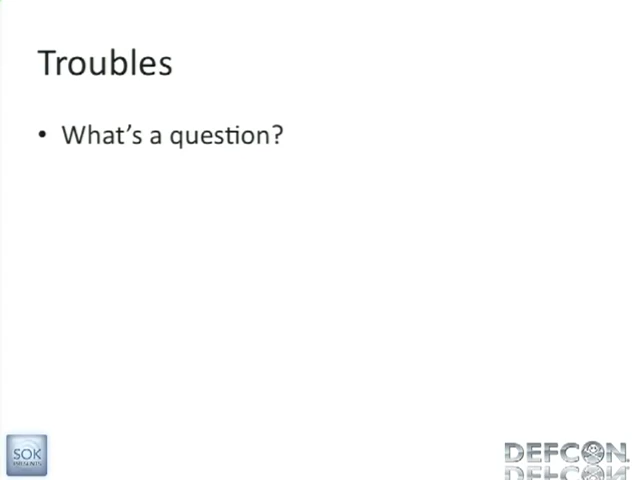 Troubles
• What's a question?
SOK
PRESENTS
DEFCON